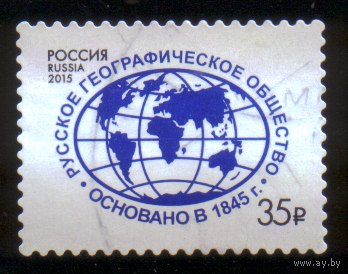 РОССИЯ
RUSSIA
2015
· РУССКОЕ ГЕОГРАФИЧЕСКОЕ ОБЩЕСТВО ·
ОСНОВАНО В 1845 г.
35₽
© www.ay.by